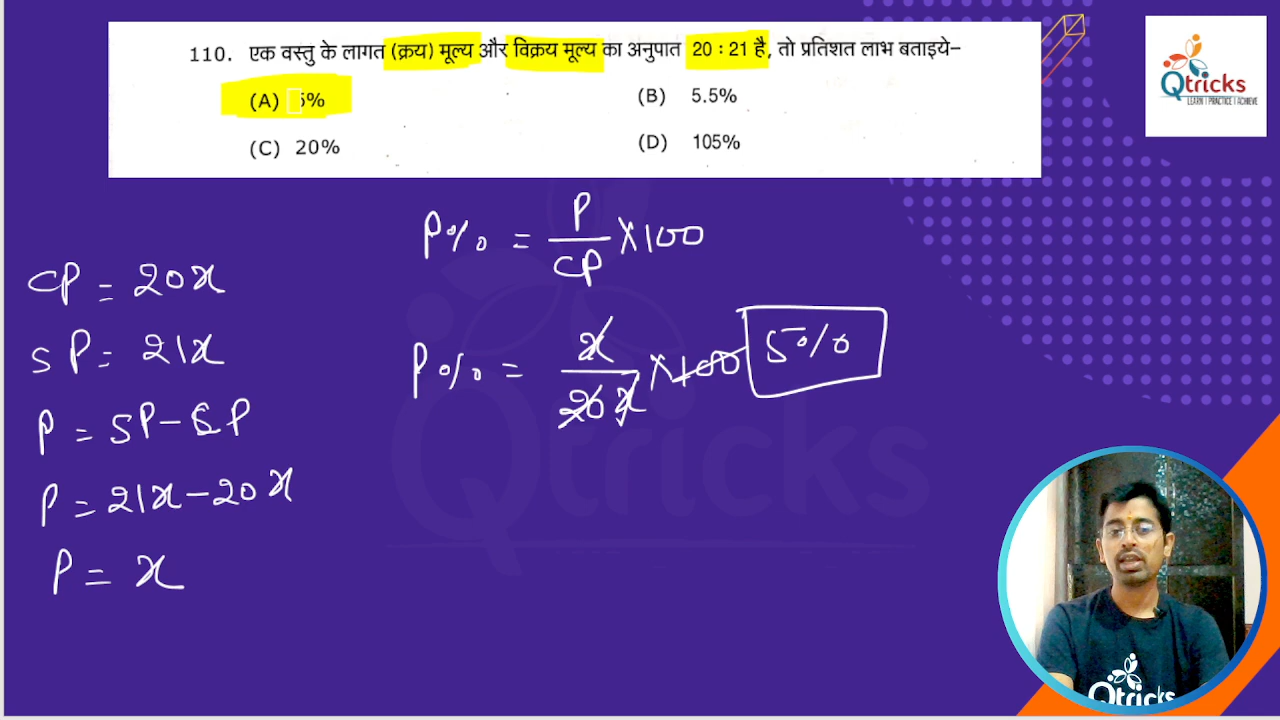 110. एक वस्तु के लागत (क्रय) मूल्य और विक्रय मूल्य का अनुपात 20 : 21 है, तो प्रतिशत लाभ बताइये–
(A) 5%
(B) 5.5%
(C) 20%
(D) 105%
Qtricks
LEARN | PRACTICE | ACHIEVE
P% = P/CP × 100
CP = 20x
SP = 21x
P% = x/20x × 100 5%
P = SP - CP
P = 21x - 20x
P = x
Qtricks
Qtricks